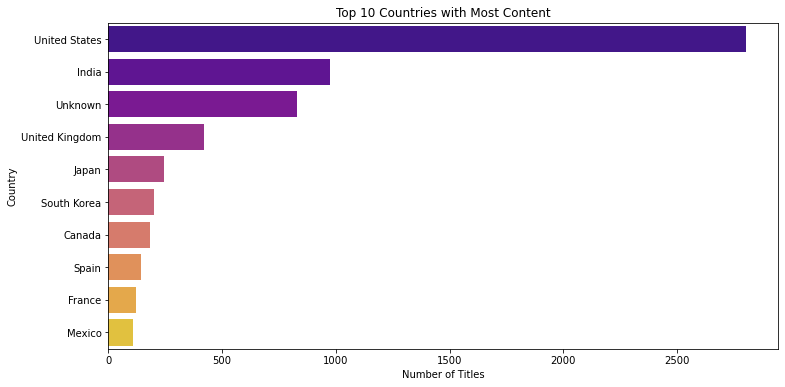 Top 10 Countries with Most Content
Country
United States
India
Unknown
United Kingdom
Japan
South Korea
Canada
Spain
France
Mexico
0 500 1000 1500 2000 2500
Number of Titles